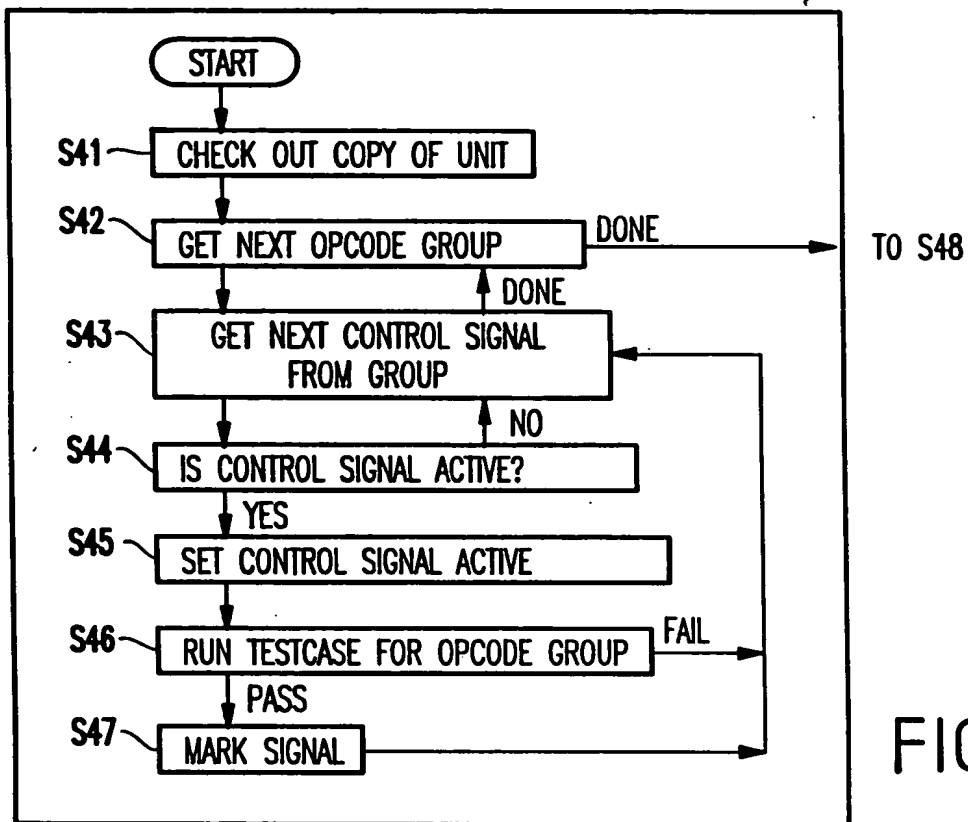 START
S41
CHECK OUT COPY OF UNIT
S42
GET NEXT OPCODE GROUP
DONE
TO S48
DONE
S43
GET NEXT CONTROL SIGNAL
FROM GROUP
NO
S44
IS CONTROL SIGNAL ACTIVE?
YES
S45
SET CONTROL SIGNAL ACTIVE
S46
RUN TESTCASE FOR OPCODE GROUP
FAIL
PASS
S47
MARK SIGNAL